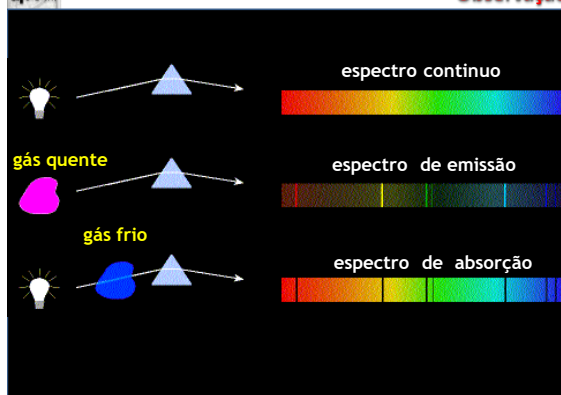 espectro continuo
gás quente
espectro de emissão
gás frio
espectro de absorção